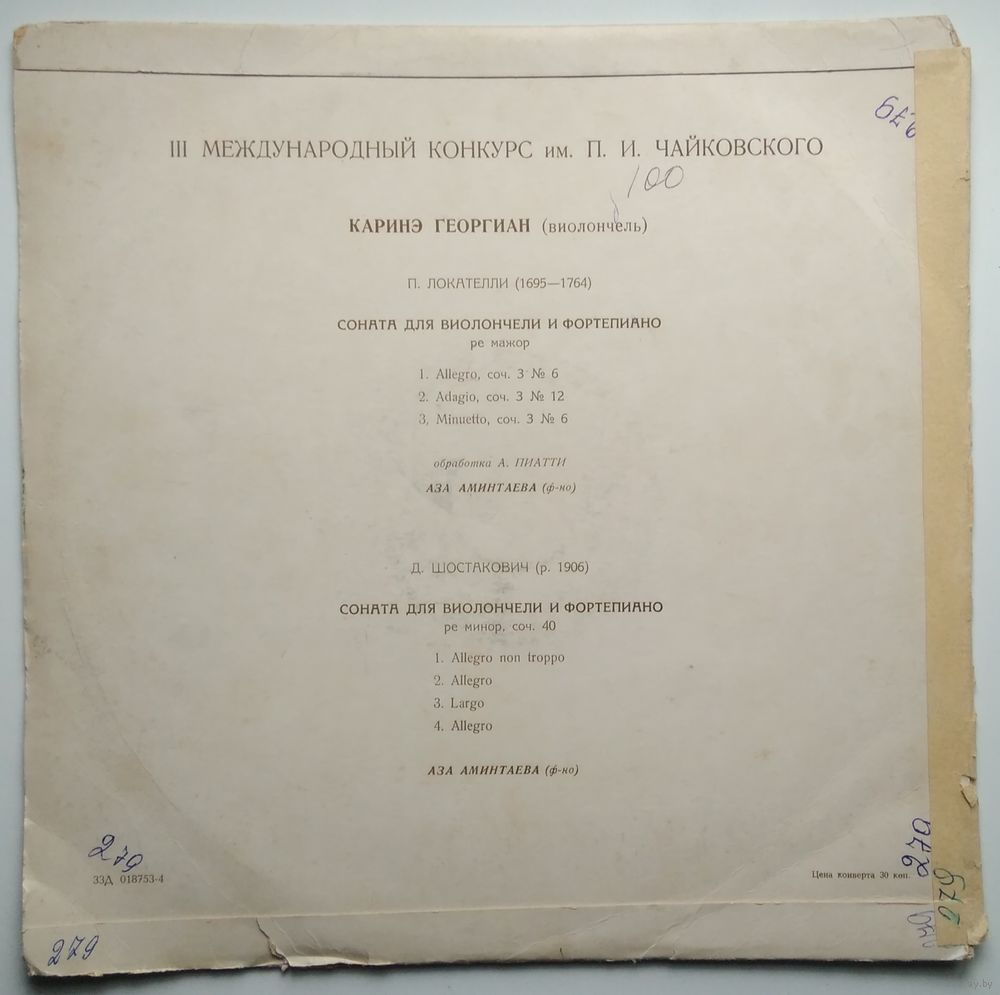 279
III МЕЖДУНАРОДНЫЙ КОНКУРС им. П. И. ЧАЙКОВСКОГО
100
КАРИНЭ ГЕОРГИАН (виолончель)
П. ЛОКАТЕЛЛИ (1695—1764)
СОНАТА ДЛЯ ВИОЛОНЧЕЛИ И ФОРТЕПИАНО
ре мажор
1. Allegro, соч. 3 № 6
2. Adagio, соч. 3 № 12
3, Minuetto, соч. 3 № 6
обработка А. ПИАТТИ
АЗА АМИНТАЕВА (ф-но)
Д. ШОСТАКОВИЧ (р. 1906)
СОНАТА ДЛЯ ВИОЛОНЧЕЛИ И ФОРТЕПИАНО
ре минор, соч. 40
1. Allegro non troppo
2. Allegro
3. Largo
4. Allegro
АЗА АМИНТАЕВА (ф-но)
279
279
33Д 018753-4
Цена конверта 30 коп.
279
279